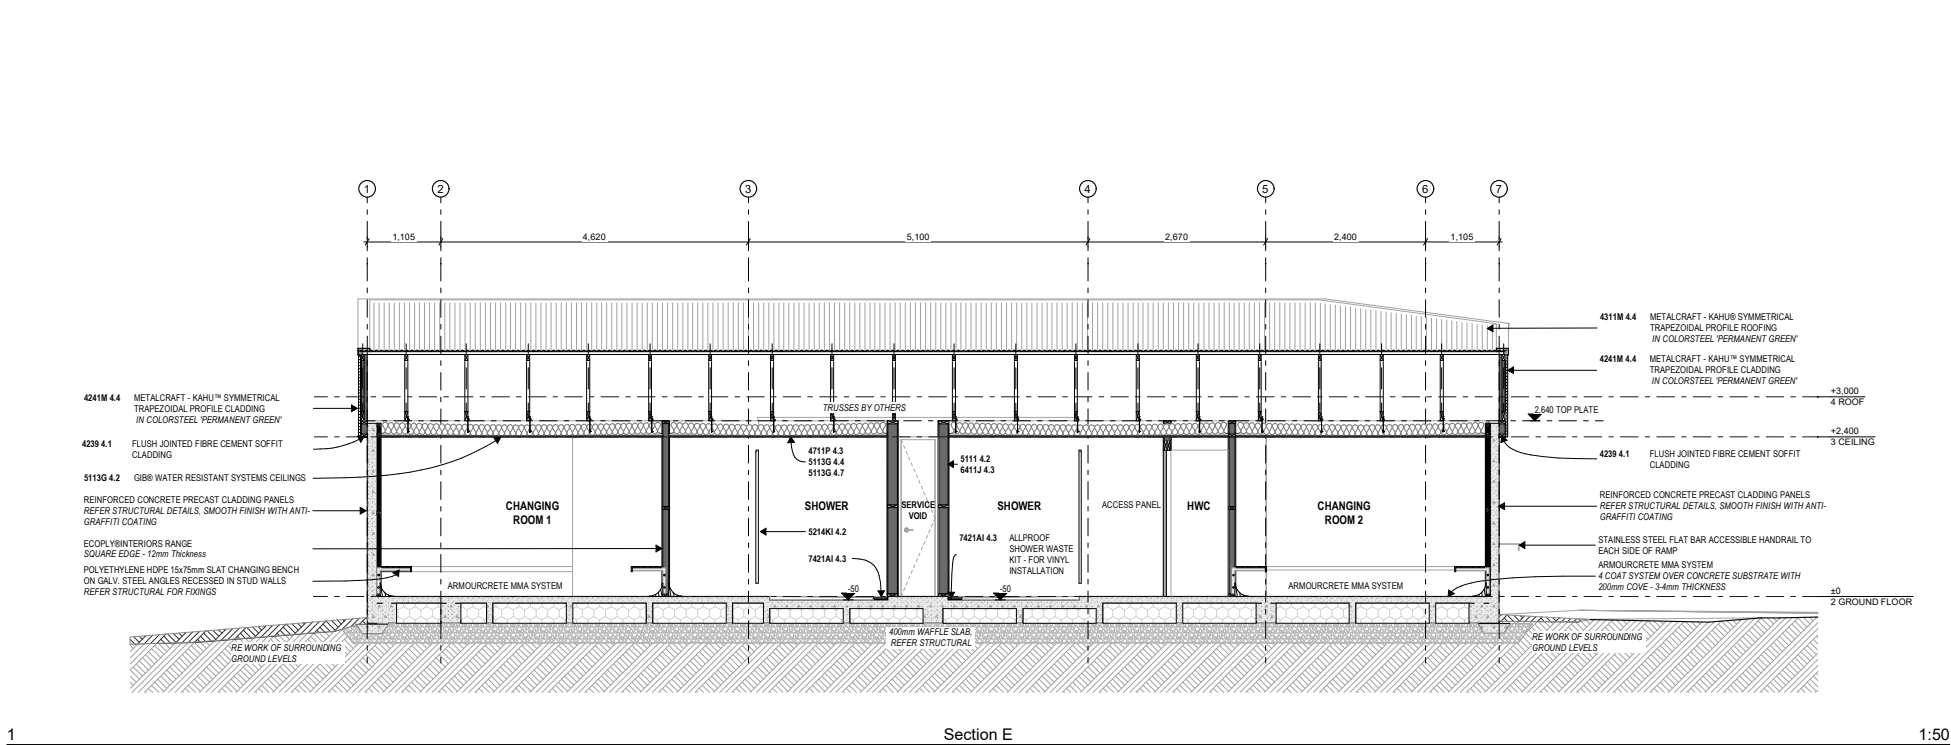 1 2 3 4 5 6 7
1,105 4,620 5,100 2,670 2,400 1,105
4311M 4.4 METALCRAFT - KAHU® SYMMETRICAL
TRAPEZOIDAL PROFILE ROOFING
IN COLORSTEEL 'PERMANENT GREEN'
4241M 4.4 METALCRAFT - KAHU™ SYMMETRICAL
TRAPEZOIDAL PROFILE CLADDING
IN COLORSTEEL 'PERMANENT GREEN'
+3,000
4 ROOF
2,640 TOP PLATE
+2,400
3 CEILING
4239 4.1 FLUSH JOINTED FIBRE CEMENT SOFFIT
CLADDING
REINFORCED CONCRETE PRECAST CLADDING PANELS
REFER STRUCTURAL DETAILS, SMOOTH FINISH WITH ANTI-
GRAFFITI COATING
STAINLESS STEEL FLAT BAR ACCESSIBLE HANDRAIL TO
EACH SIDE OF RAMP
ARMOURCRETE MMA SYSTEM
4 COAT SYSTEM OVER CONCRETE SUBSTRATE WITH
200mm COVE - 3-4mm THICKNESS
±0
2 GROUND FLOOR
4241M 4.4 METALCRAFT - KAHU™ SYMMETRICAL
TRAPEZOIDAL PROFILE CLADDING
IN COLORSTEEL 'PERMANENT GREEN'
4239 4.1 FLUSH JOINTED FIBRE CEMENT SOFFIT
CLADDING
5113G 4.2 GIB® WATER RESISTANT SYSTEMS CEILINGS
REINFORCED CONCRETE PRECAST CLADDING PANELS
REFER STRUCTURAL DETAILS, SMOOTH FINISH WITH ANTI-
GRAFFITI COATING
ECOPLY®INTERIORS RANGE
SQUARE EDGE - 12mm Thickness
POLYETHYLENE HDPE 15x75mm SLAT CHANGING BENCH
ON GALV. STEEL ANGLES RECESSED IN STUD WALLS
REFER STRUCTURAL FOR FIXINGS
TRUSSES BY OTHERS
4711P 4.3
5113G 4.4
5113G 4.7
5111 4.2
6411J 4.3
CHANGING
ROOM 1
SHOWER
SERVICE
VOID
SHOWER
ACCESS PANEL
HWC
CHANGING
ROOM 2
5214KI 4.2
7421AI 4.3
7421AI 4.3 ALLPROOF
SHOWER WASTE
KIT - FOR VINYL
INSTALLATION
ARMOURCRETE MMA SYSTEM
-50
-50
ARMOURCRETE MMA SYSTEM
400mm WAFFLE SLAB,
REFER STRUCTURAL
RE WORK OF SURROUNDING
GROUND LEVELS
RE WORK OF SURROUNDING
GROUND LEVELS
1 Section E 1:50